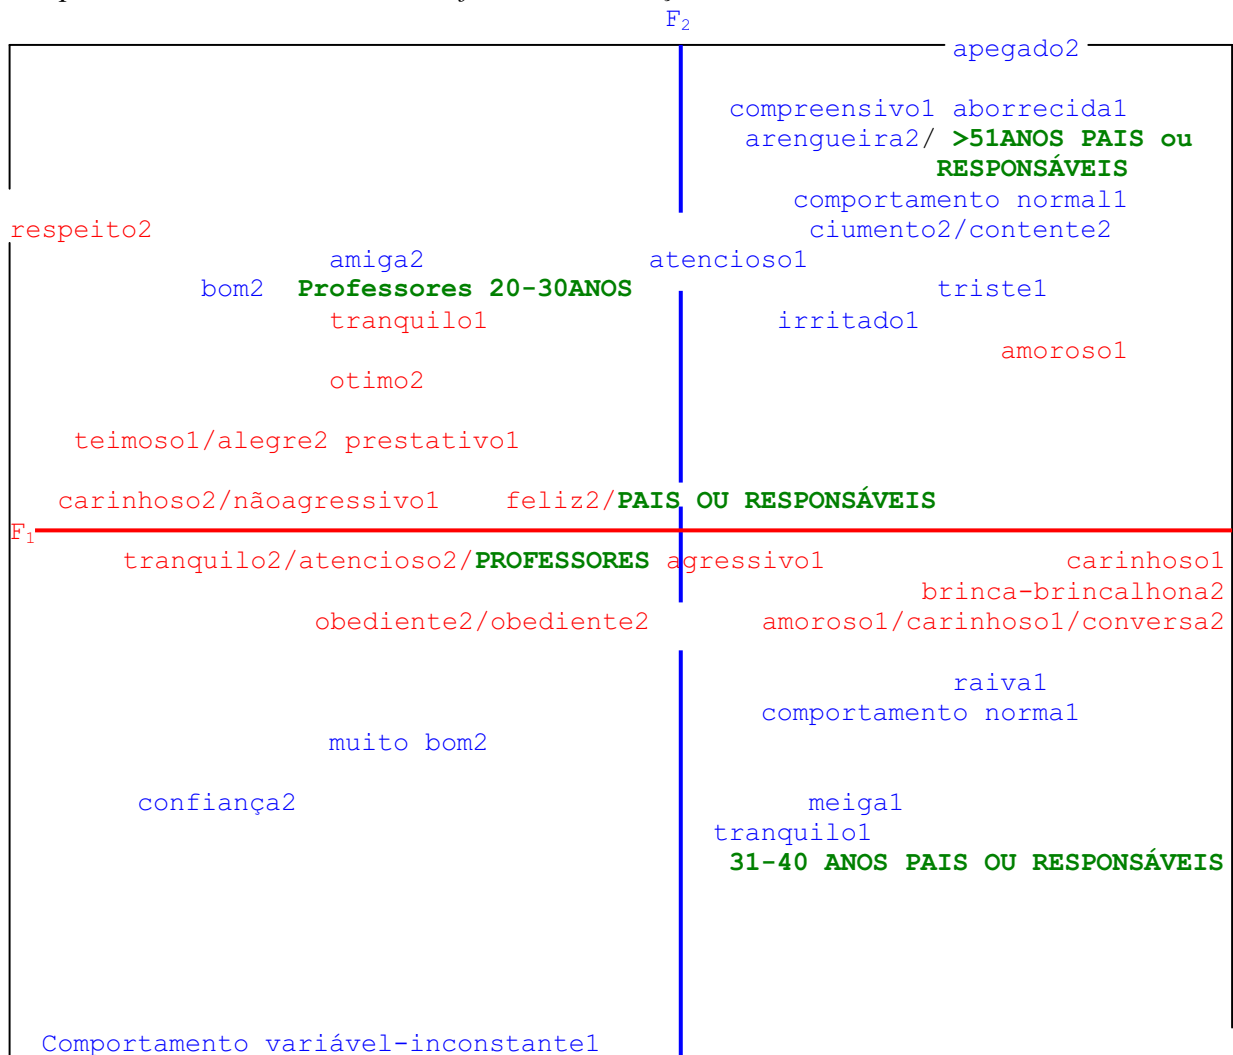 F2
apegado2
compreensivo1 aborrecida1
arengueira2/ >51ANOS PAIS ou
RESPONSÁVEIS
comportamento normal1
respeito2 ciumento2/contente2
amiga2 atencioso1
bom2 Professores 20-30ANOS triste1
tranquilo1 irritado1
amoroso1
otimo2
teimoso1/alegre2 prestativo1
carinhoso2/nãoagressivo1 feliz2/PAIS OU RESPONSÁVEIS
F1
tranquilo2/atencioso2/PROFESSORES agressivo1 carinhoso1
brinca-brincalhona2
obediente2/obediente2 amoroso1/carinhoso1/conversa2
raiva1
comportamento norma1
muito bom2
confiança2 meiga1
tranquilo1
31-40 ANOS PAIS OU RESPONSÁVEIS
Comportamento variável-inconstante1